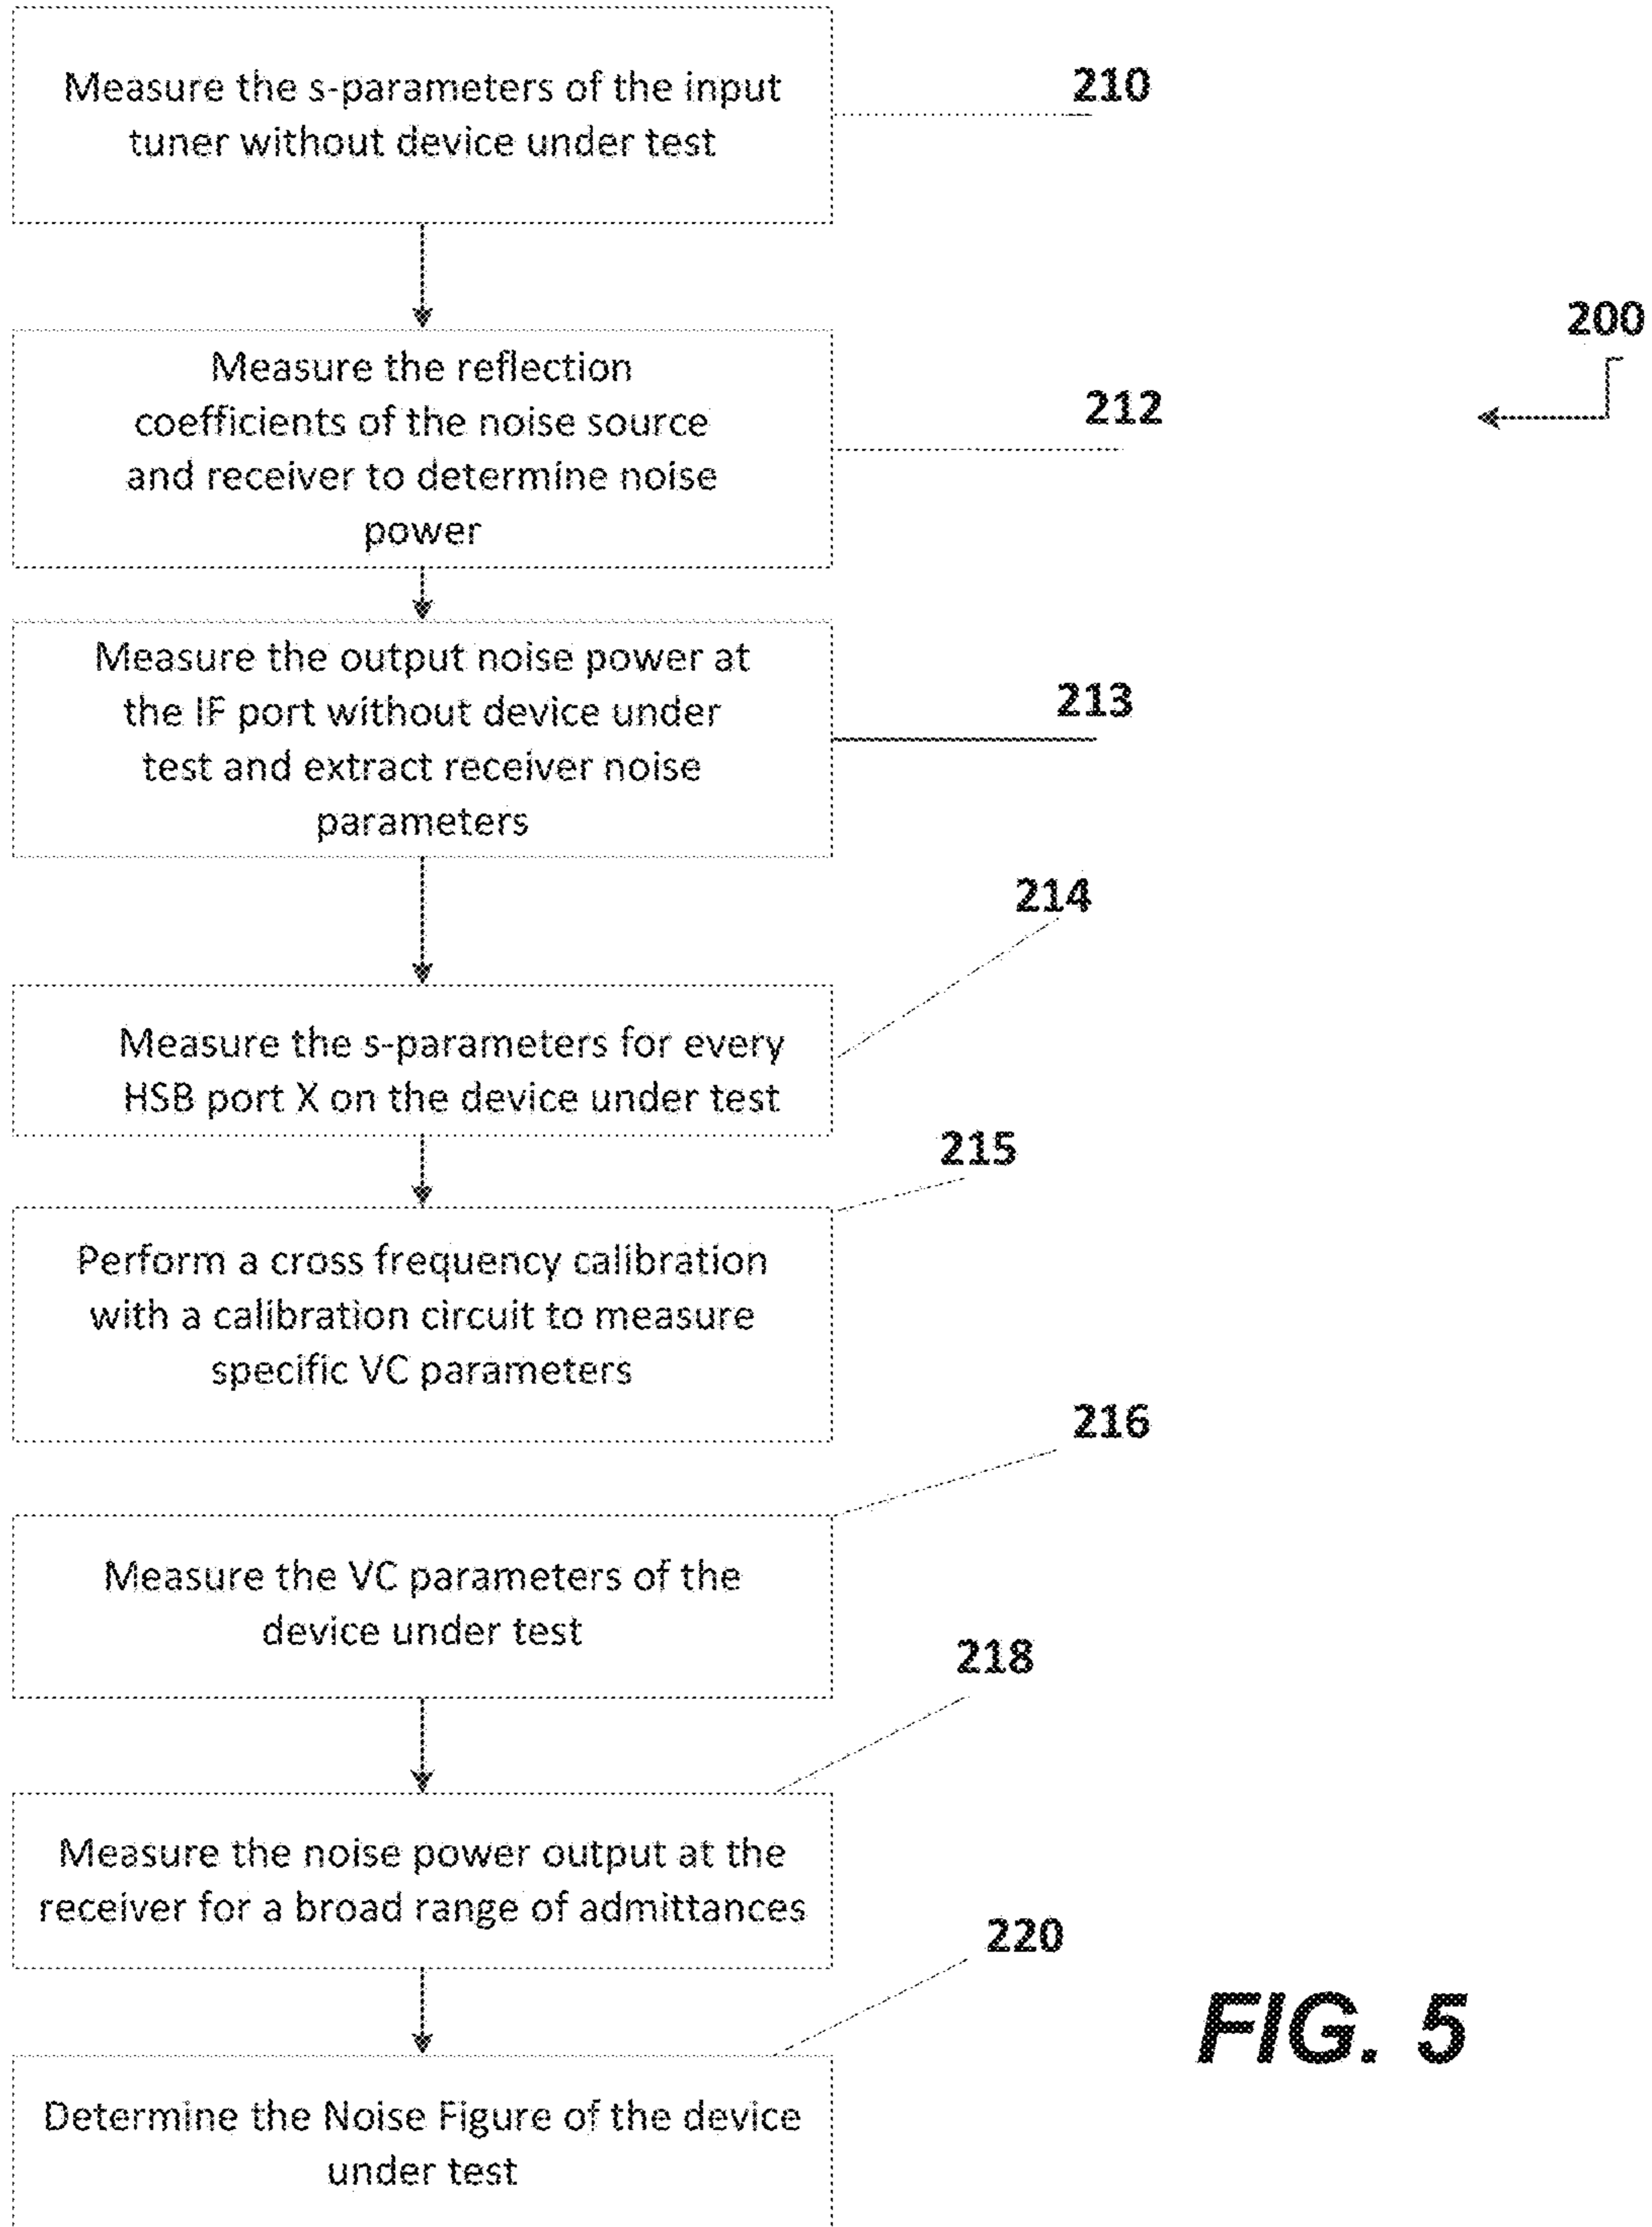 Measure the s-parameters of the input
tuner without device under test
210
200
Measure the reflection
coefficients of the noise source
and receiver to determine noise
power
212
Measure the output noise power at
the IF port without device under
test and extract receiver noise
parameters
213
214
Measure the s-parameters for every
HSB port X on the device under test
215
Perform a cross frequency calibration
with a calibration circuit to measure
specific VC parameters
216
Measure the VC parameters of the
device under test
218
Measure the noise power output at the
receiver for a broad range of admittances
220
Determine the Noise Figure of the device
under test
FIG. 5